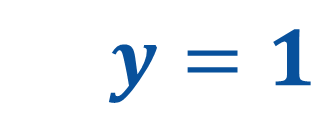 y = 1